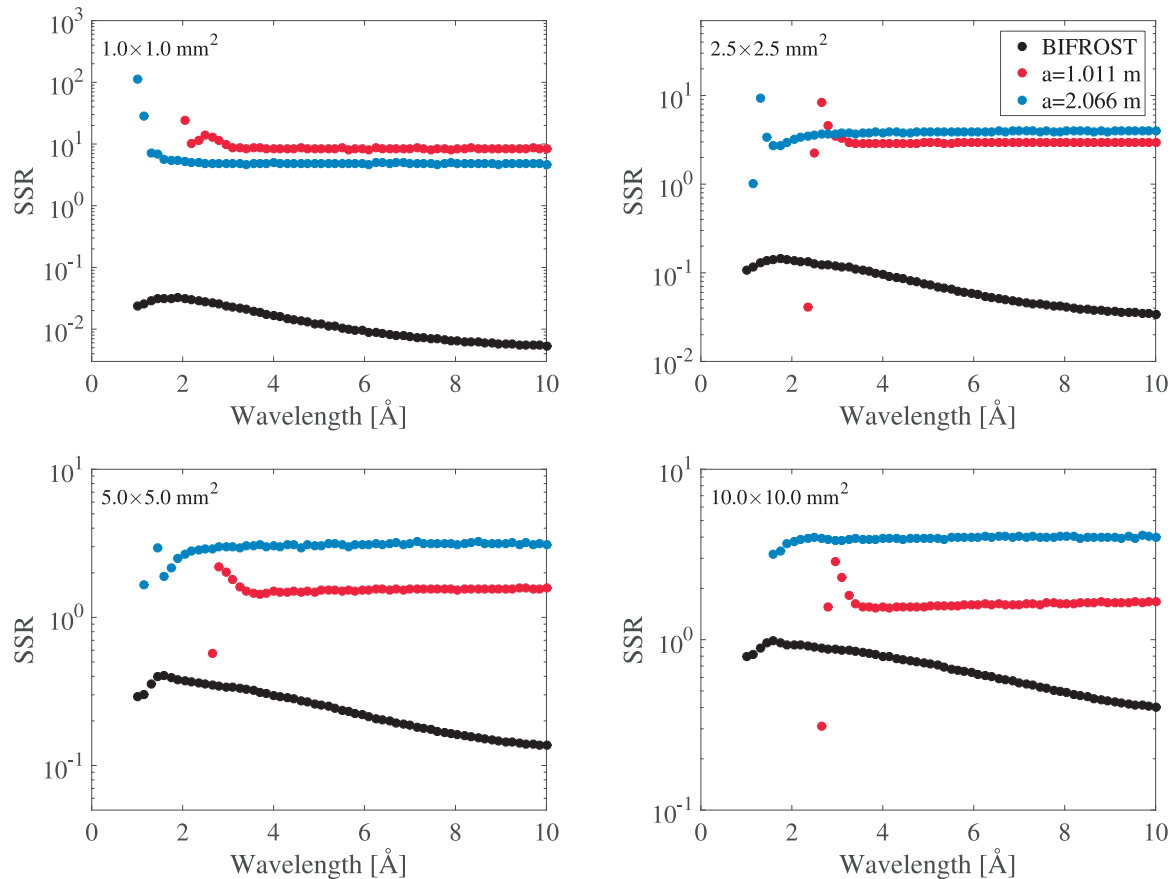 10^3
10^2
10^1
10^0
10^-1
10^-2
SSR
1.0×1.0 mm^2
0 2 4 6 8 10
Wavelength [Å]
10^1
10^0
10^-1
10^-2
SSR
2.5×2.5 mm^2
BIFROST
a=1.011 m
a=2.066 m
0 2 4 6 8 10
Wavelength [Å]
10^1
10^0
10^-1
SSR
5.0×5.0 mm^2
0 2 4 6 8 10
Wavelength [Å]
10^1
10^0
10^-1
SSR
10.0×10.0 mm^2
0 2 4 6 8 10
Wavelength [Å]